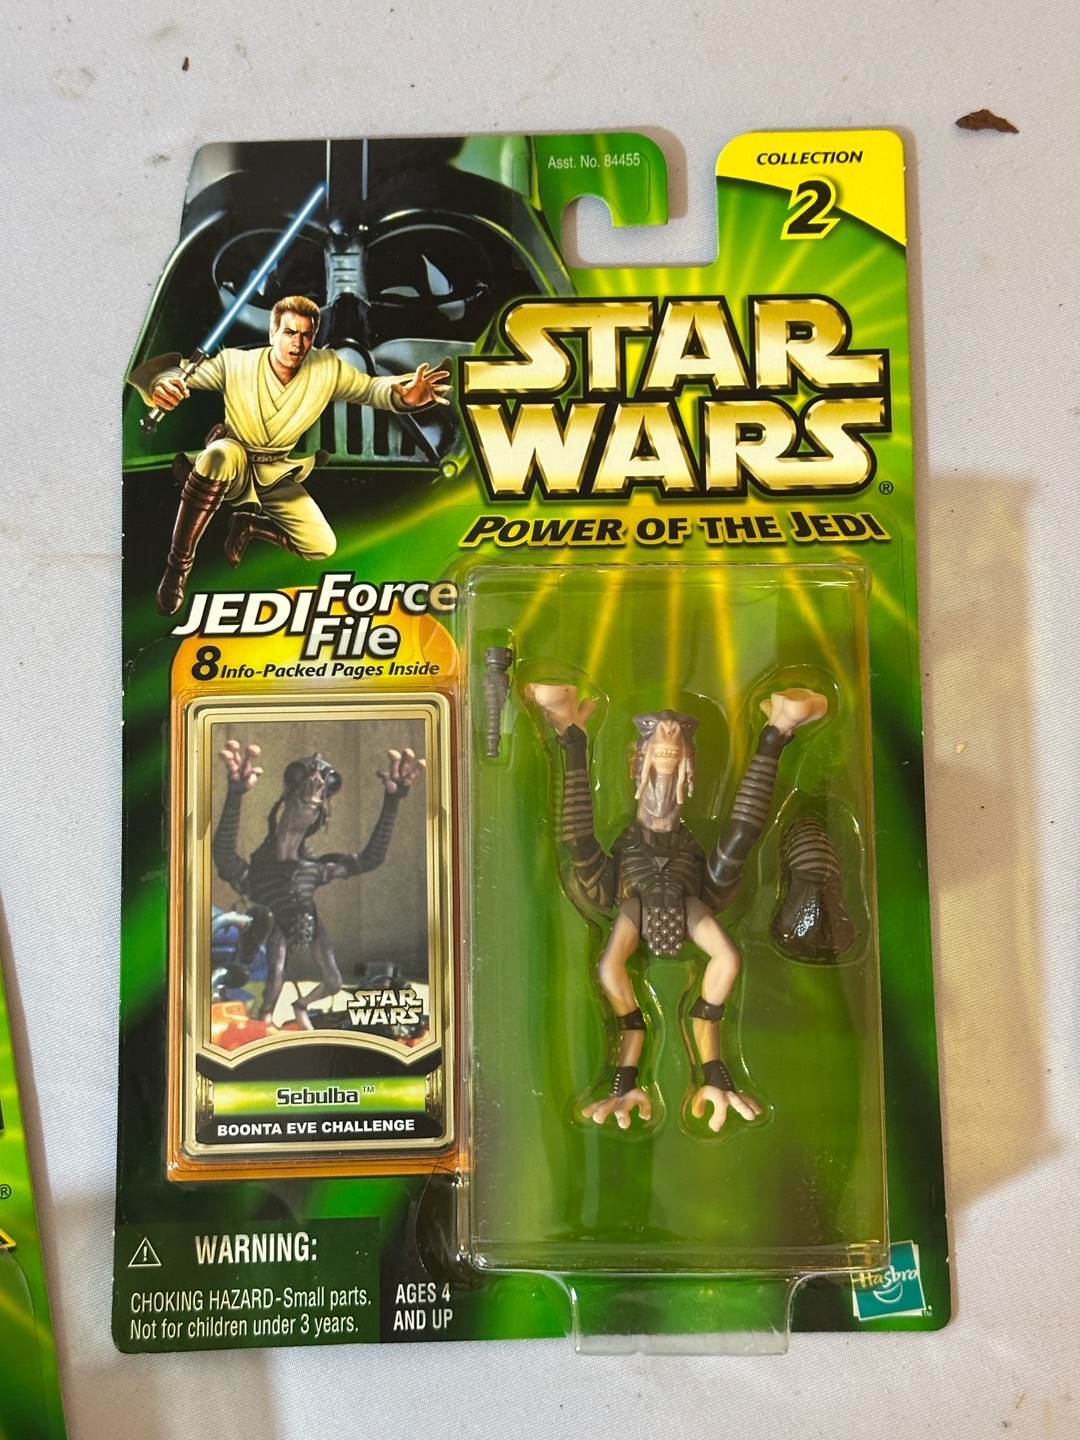 Asst. No. 84455
COLLECTION
2
STAR
WARS®
POWER OF THE JEDI
JEDI Force
File
8 Info-Packed Pages Inside
STAR
WARS
Sebulba™
BOONTA EVE CHALLENGE
⚠ WARNING:
CHOKING HAZARD-Small parts.
Not for children under 3 years.
AGES 4
AND UP
Hasbro
™
®